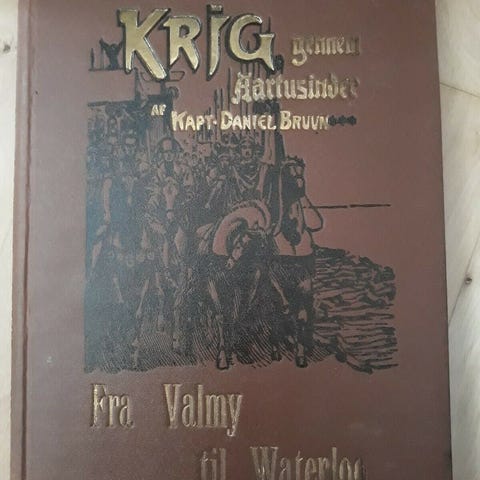 KRIG gennem
Aartusinder
AF KAPT. DANIEL BRUUN
Fra Valmy
til Waterloo